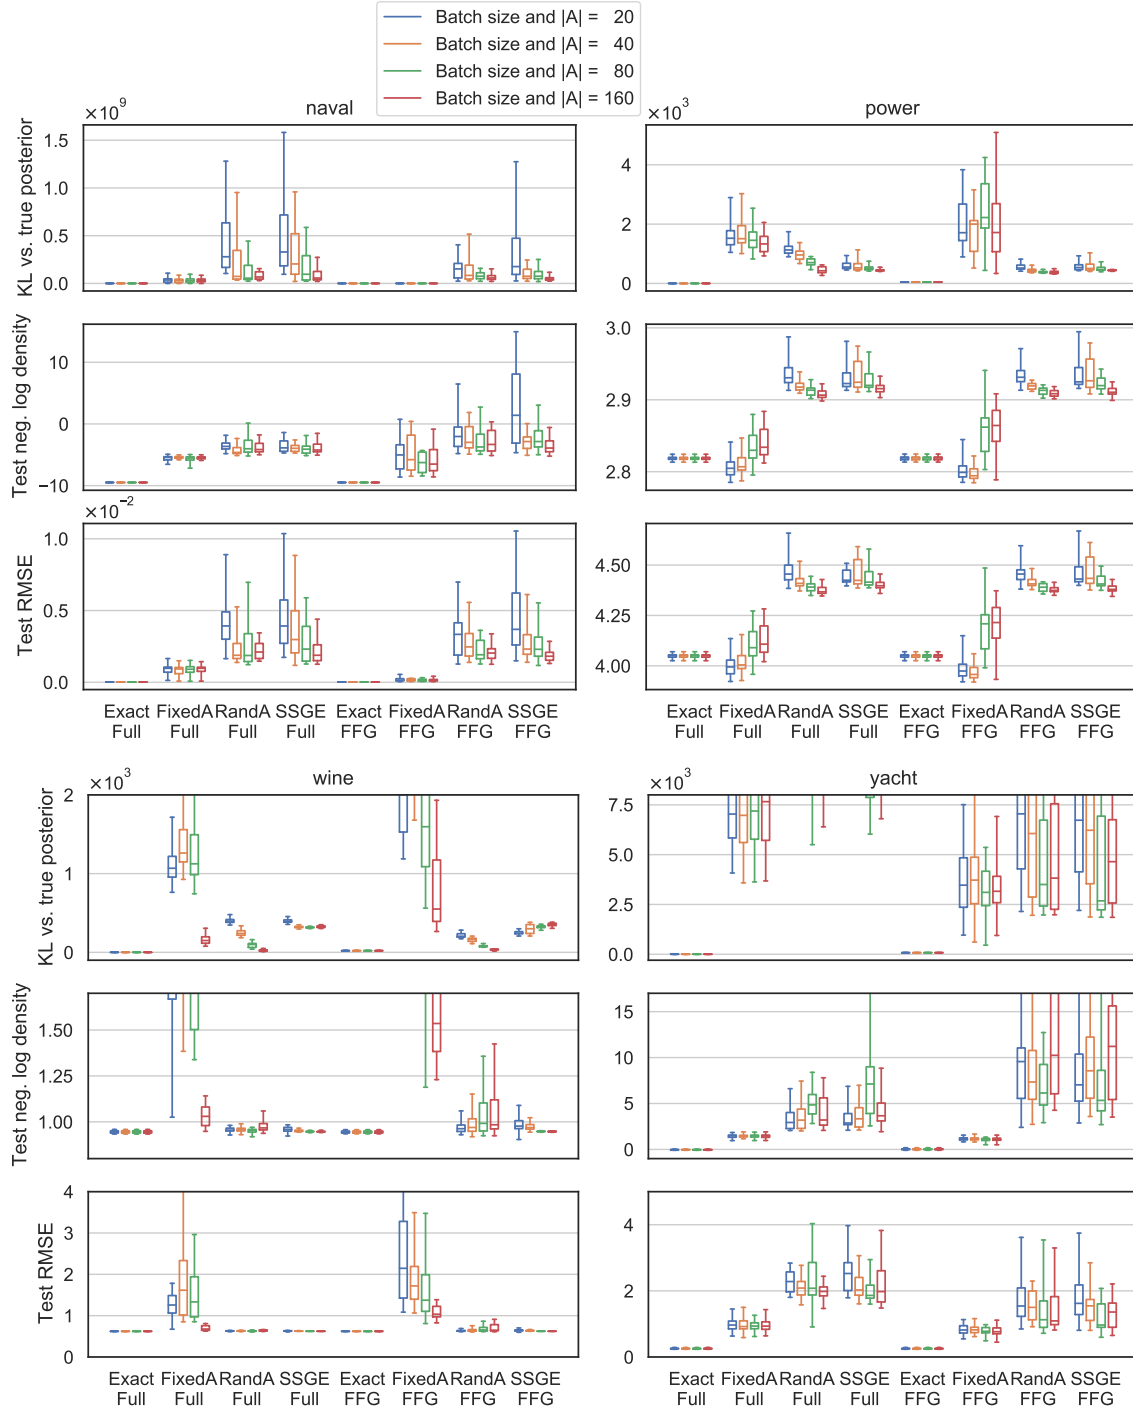 Batch size and |A| = 20
Batch size and |A| = 40
Batch size and |A| = 80
Batch size and |A| = 160
×10⁹
naval
KL vs. true posterior
1.5
1.0
0.5
0.0
Test neg. log density
10
0
−10
×10⁻²
Test RMSE
1.0
0.5
0.0
Exact FixedA RandA SSGE Exact FixedA RandA SSGE
Full Full Full Full FFG FFG FFG FFG
×10³
power
4
2
0
3.0
2.9
2.8
4.50
4.25
4.00
Exact FixedA RandA SSGE Exact FixedA RandA SSGE
Full Full Full Full FFG FFG FFG FFG
×10³
wine
KL vs. true posterior
2
1
0
Test neg. log density
1.50
1.25
1.00
Test RMSE
4
3
2
1
0
Exact FixedA RandA SSGE Exact FixedA RandA SSGE
Full Full Full Full FFG FFG FFG FFG
×10³
yacht
7.5
5.0
2.5
0.0
15
10
5
0
4
2
0
Exact FixedA RandA SSGE Exact FixedA RandA SSGE
Full Full Full Full FFG FFG FFG FFG